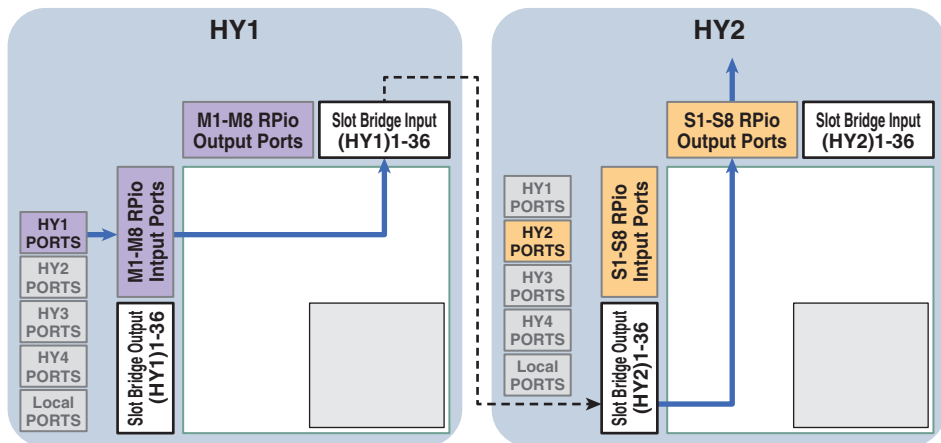 HY1
M1-M8 RPio
Output Ports
Slot Bridge Input
(HY1)1-36
M1-M8 RPio
Intput Ports
HY1
PORTS
HY2
PORTS
HY3
PORTS
HY4
PORTS
Local
PORTS
Slot Bridge Output
(HY1)1-36
HY2
S1-S8 RPio
Output Ports
Slot Bridge Input
(HY2)1-36
HY1
PORTS
HY2
PORTS
HY3
PORTS
HY4
PORTS
Local
PORTS
S1-S8 RPio
Intput Ports
Slot Bridge Output
(HY2)1-36